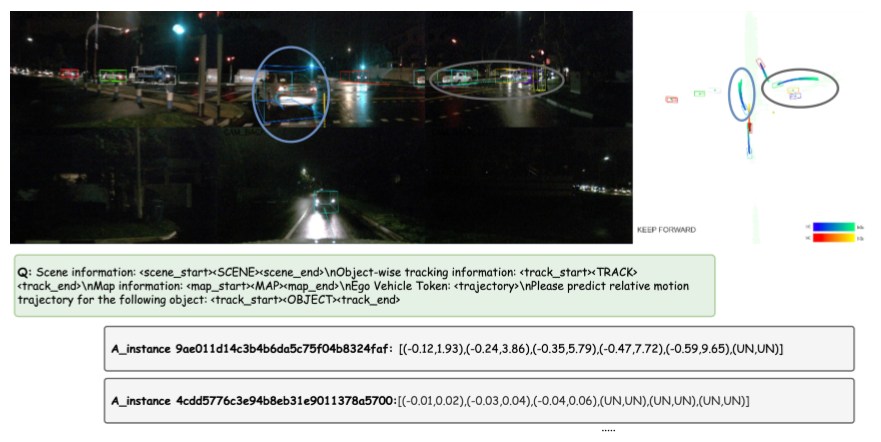 KEEP FORWARD
Q: Scene information: <scene_start><SCENE><scene_end>\nObject-wise tracking information: <track_start><TRACK>
<track_end>\nMap information: <map_start><MAP><map_end>\nEgo Vehicle Token: <trajectory>\nPlease predict relative motion
trajectory for the following object: <track_start><OBJECT><track_end>
A_instance 9ae011d14c3b4b6da5c75f04b8324faf: [(-0.12,1.93),(-0.24,3.86),(-0.35,5.79),(-0.47,7.72),(-0.59,9.65),(UN,UN)]
A_instance 4cdd5776c3e94b8eb31e9011378a5700:[(-0.01,0.02),(-0.03,0.04),(-0.04,0.06),(UN,UN),(UN,UN),(UN,UN)]
.....